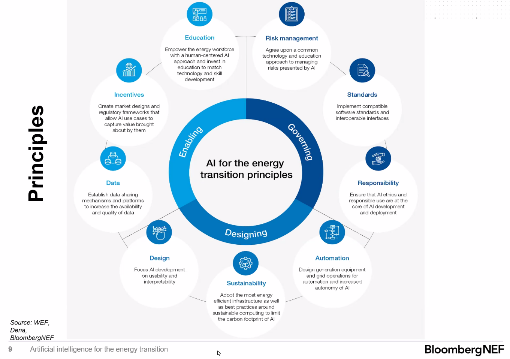 Principles
Education
Empower the energy workforce
with a human-centered AI
approach and invest in
education to match
technology and skill
development
Risk management
Agree upon a common
technology and education
approach to managing
risks presented by AI
Incentives
Create market designs and
regulatory frameworks that
allow AI use cases to
capture value brought
about by them
Standards
Implement compatible
software standards and
interoperable interfaces
Enabling
Governing
AI for the energy
transition principles
Designing
Data
Establish data sharing
mechanisms and platforms
to increase the availability
and quality of data
Responsibility
Ensure that AI ethics and
responsible use are at the
core of AI development
and deployment
Design
Focus AI development
on usability and
interpretability
Automation
Design generation equipment
and grid operations for
automation and increased
autonomy of AI
Sustainability
Adopt the most energy
efficient infrastructure as well
as best practices around
sustainable computing to limit
the carbon footprint of AI
Source: WEF,
Dena,
BloombergNEF
9 Artificial intelligence for the energy transition
BloombergNEF